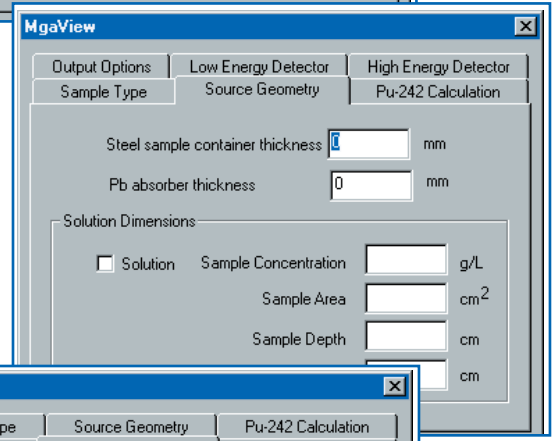 MgaView
Output Options Low Energy Detector High Energy Detector
Sample Type Source Geometry Pu-242 Calculation
Steel sample container thickness 0 mm
Pb absorber thickness 0 mm
Solution Dimensions
Solution Sample Concentration g/L
Sample Area cm2
Sample Depth cm
cm
Source Geometry Pu-242 Calculation